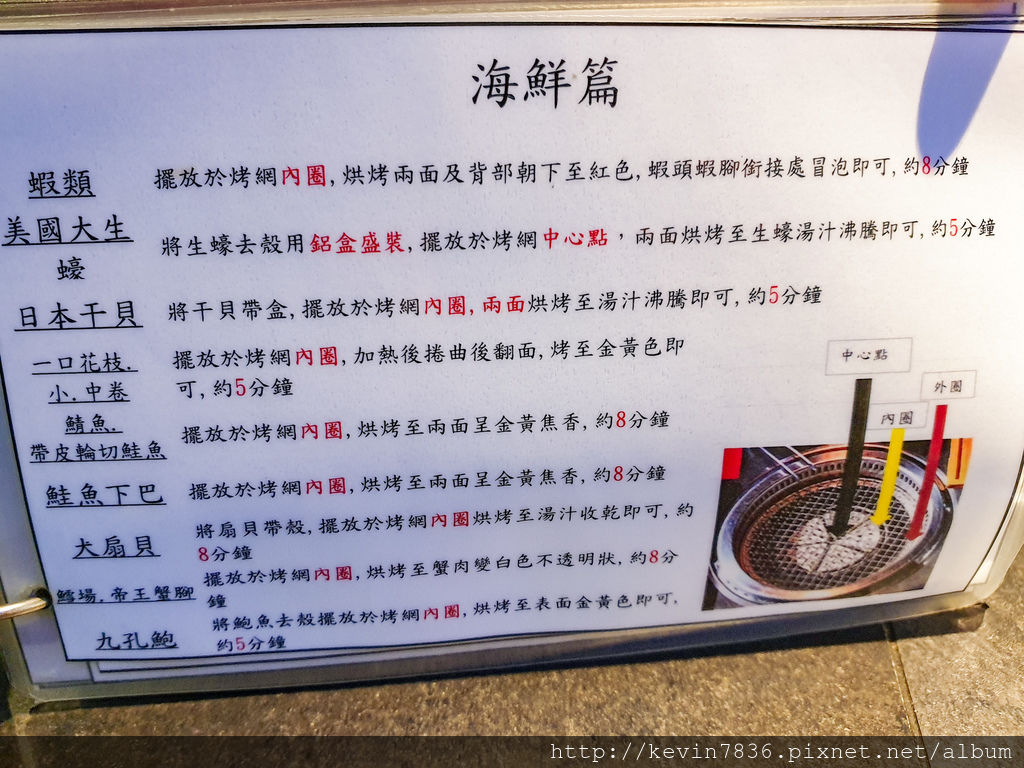 海鮮篇
蝦類
擺放於烤網內圈, 烘烤兩面及背部朝下至紅色, 蝦頭蝦腳銜接處冒泡即可, 約8分鐘
美國大生
蠔
將生蠔去殼用鋁盒盛裝, 擺放於烤網中心點，兩面烘烤至生蠔湯汁沸騰即可, 約5分鐘
日本干貝
將干貝帶盒, 擺放於烤網內圈, 兩面烘烤至湯汁沸騰即可, 約5分鐘
一口花枝.
小.中卷
擺放於烤網內圈, 加熱後捲曲後翻面, 烤至金黃色即
可, 約5分鐘
鯖魚.
帶皮輪切鮭魚
擺放於烤網內圈, 烘烤至兩面呈金黃焦香, 約8分鐘
鮭魚下巴
擺放於烤網內圈, 烘烤至兩面呈金黃焦香, 約8分鐘
大扇貝
將扇貝帶殼, 擺放於烤網內圈烘烤至湯汁收乾即可, 約
8分鐘
鱈場.帝王蟹腳
擺放於烤網內圈, 烘烤至蟹肉變白色不透明狀, 約8分
鐘
九孔鮑
將鮑魚去殼擺放於烤網內圈, 烘烤至表面金黃色即可,
約5分鐘
中心點
外圈
內圈
http://kevin7836.pixnet.net/album